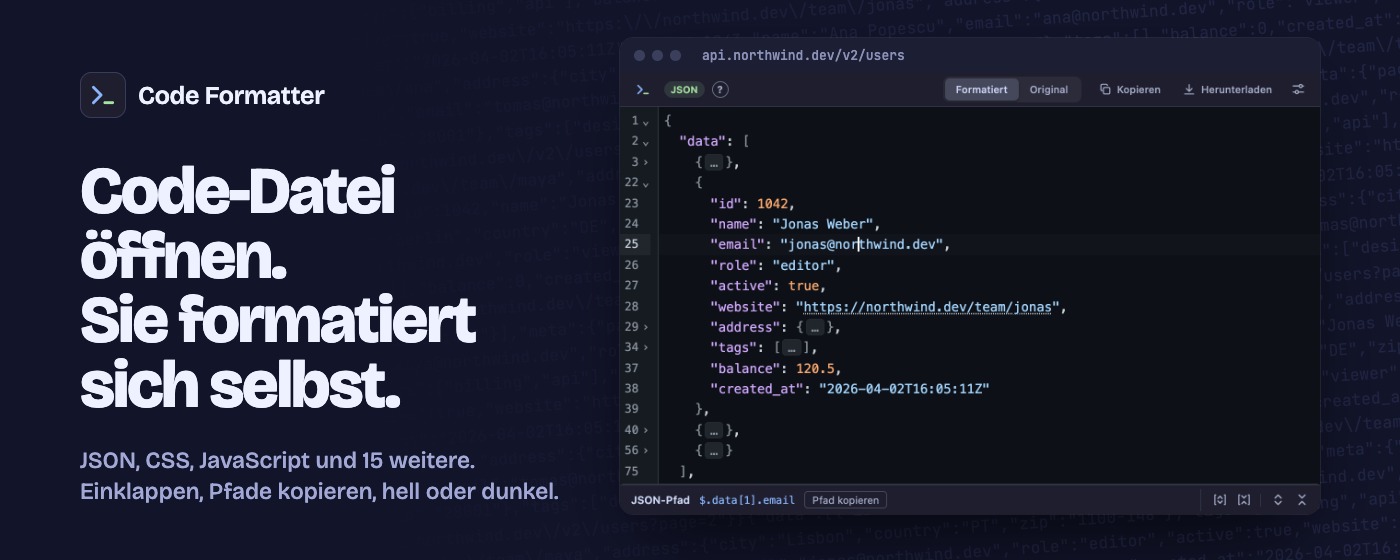 Code Formatter
Code-Datei
öffnen.
Sie formatiert
sich selbst.
JSON, CSS, JavaScript und 15 weitere.
Einklappen, Pfade kopieren, hell oder dunkel.
api.northwind.dev/v2/users
JSON ? Formatiert Original Kopieren Herunterladen
1 {
2 "data": [
3 {…},
22 {
23 "id": 1042,
24 "name": "Jonas Weber",
25 "email": "jonas@northwind.dev",
26 "role": "editor",
27 "active": true,
28 "website": "https://northwind.dev/team/jonas",
29 "address": {…},
34 "tags": […],
37 "balance": 120.5,
38 "created_at": "2026-04-02T16:05:11Z"
39 },
40 {…},
56 {…}
75 ],
JSON-Pfad $.data[1].email Pfad kopieren